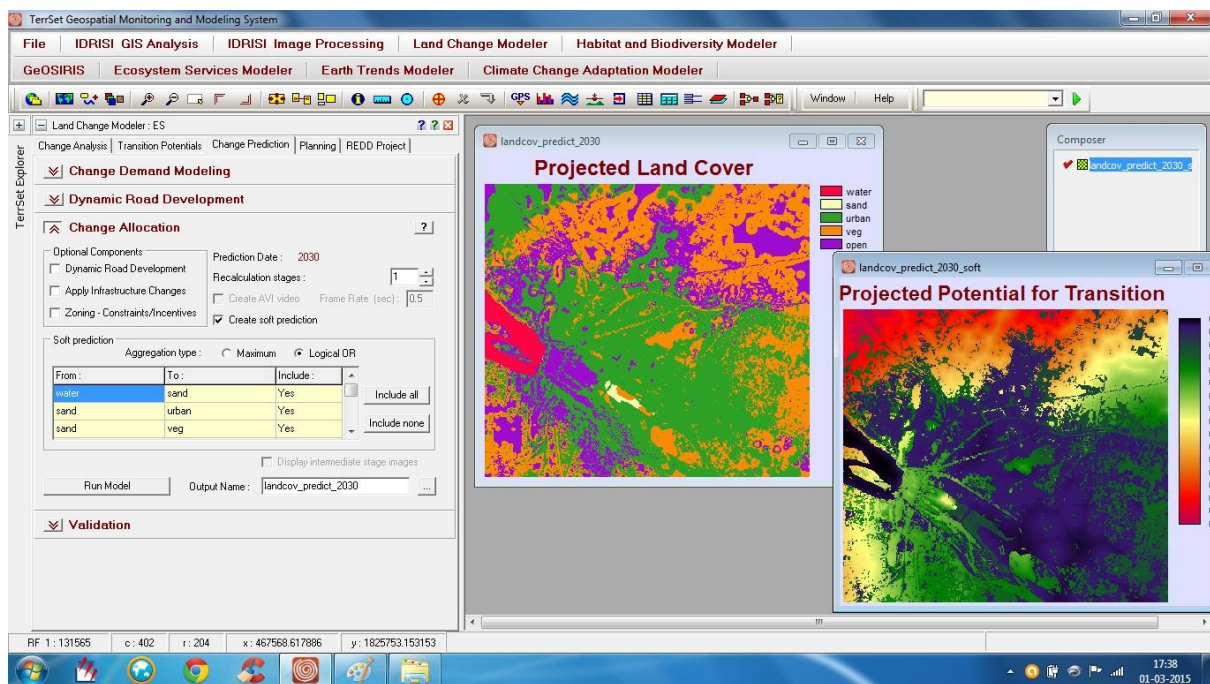 TerrSet Geospatial Monitoring and Modeling System
File IDRISI GIS Analysis IDRISI Image Processing Land Change Modeler Habitat and Biodiversity Modeler
GeOSIRIS Ecosystem Services Modeler Earth Trends Modeler Climate Change Adaptation Modeler
GPS Window Help
Land Change Modeler : ES
Change Analysis Transition Potentials Change Prediction Planning REDD Project
TerrSet Explorer
Change Demand Modeling
Dynamic Road Development
Change Allocation ?
Optional Components
Dynamic Road Development
Apply Infrastructure Changes
Zoning - Constraints/Incentives
Prediction Date : 2030
Recalculation stages : 1
Create AVI video Frame Rate (sec) : 0.5
Create soft prediction
Soft prediction
Aggregation type : Maximum Logical OR
From : To : Include :
water sand Yes
sand urban Yes
sand veg Yes
Include all
Include none
Display intermediate stage images
Run Model Output Name : landcov_predict_2030 ...
Validation
landcov_predict_2030
Projected Land Cover
water
sand
urban
veg
open
Composer
landcov_predict_2030_s
landcov_predict_2030_soft
Projected Potential for Transition
RF 1 : 131565 c : 402 r : 204 x : 467568.617886 y : 1825753.153153
17:38
01-03-2015